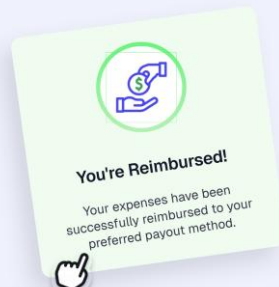 $
You're Reimbursed!
Your expenses have been
successfully reimbursed to your
preferred payout method.